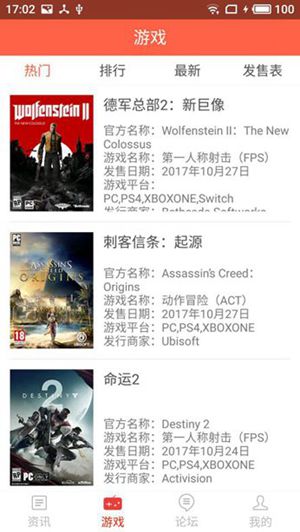 17:02
100
游戏
热门 排行 最新 发售表
Wolfenstein II
THE NEW COLOSSUS
德军总部2：新巨像
官方名称：Wolfenstein II：The New
Colossus
游戏名称：第一人称射击（FPS）
发售日期：2017年10月27日
游戏平台：
PC,PS4,XBOXONE,Switch
发行商家：Bethesda Softworks
PC
ASSASSIN'S
CREED
ORIGINS
18
刺客信条：起源
官方名称：Assassin's Creed：
Origins
游戏名称：动作冒险（ACT）
发售日期：2017年10月27日
游戏平台：PC,PS4,XBOXONE
发行商家：Ubisoft
DESTINY
2
PC
命运2
官方名称：Destiny 2
游戏名称：第一人称射击（FPS）
发售日期：2017年10月24日
游戏平台：PC,PS4,XBOXONE
发行商家：Activision
资讯 游戏 论坛 我的